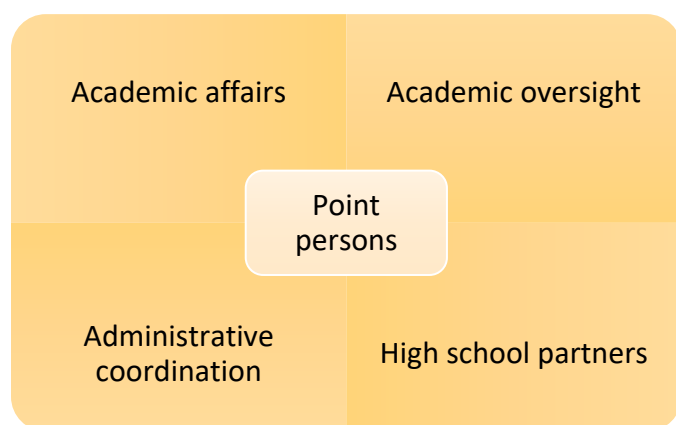 Academic affairs
Academic oversight
Point
persons
Administrative
coordination
High school partners